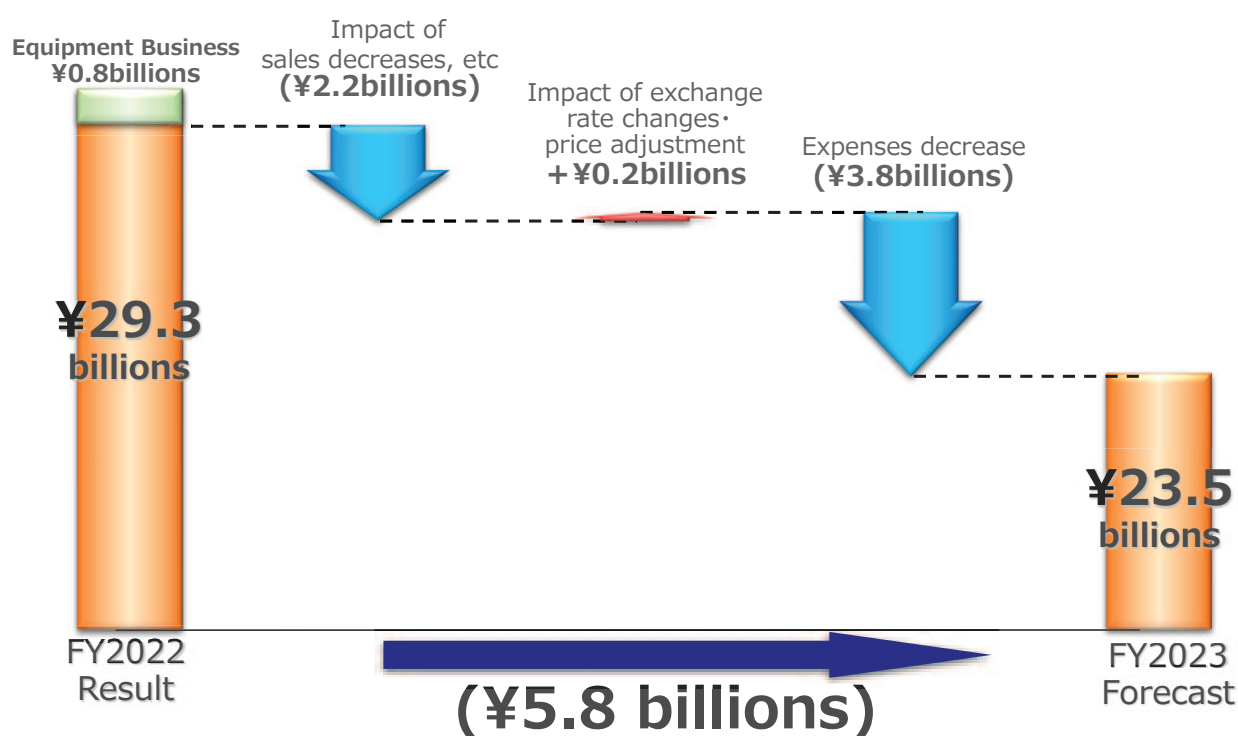 Equipment Business
¥0.8billions
Impact of
sales decreases, etc
(¥2.2billions)
Impact of exchange
rate changes・
price adjustment
+¥0.2billions
Expenses decrease
(¥3.8billions)
¥29.3
billions
¥23.5
billions
FY2022
Result
(¥5.8 billions)
FY2023
Forecast